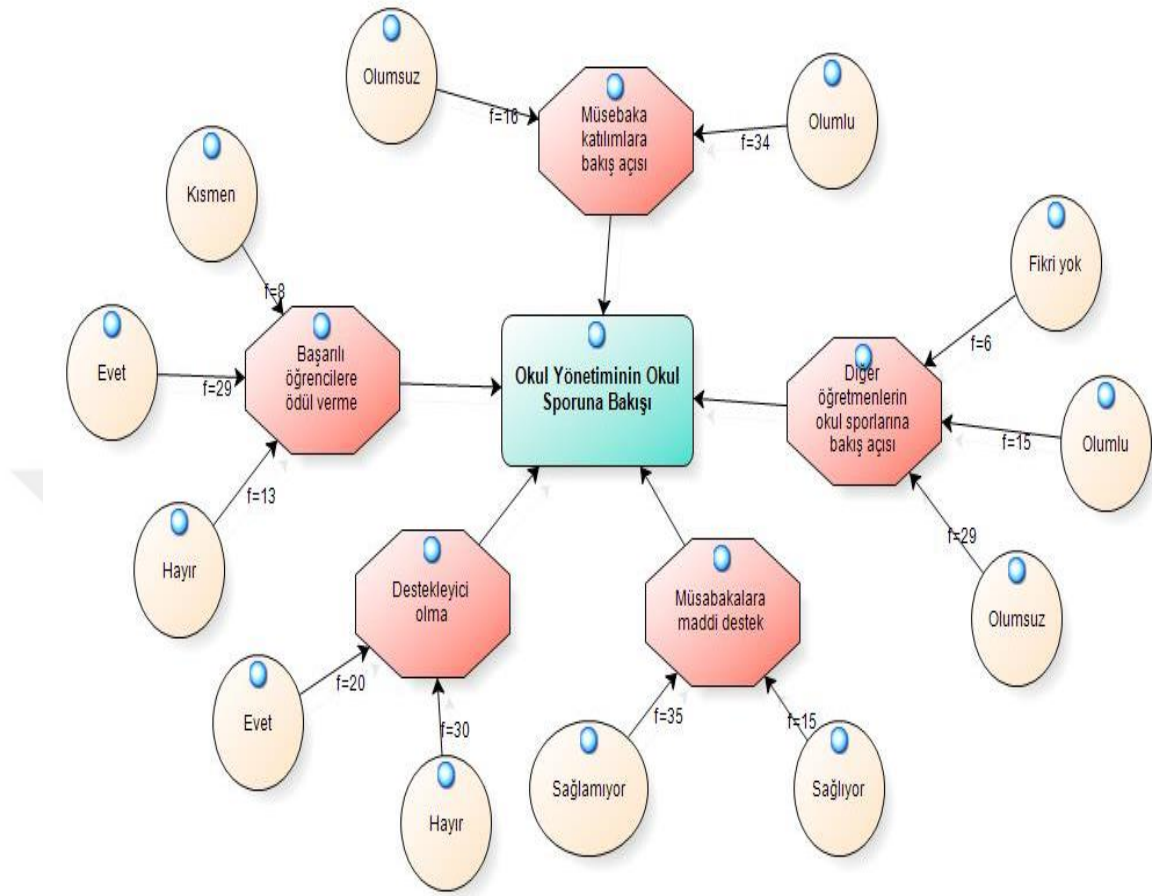 Olumsuz
f=16
Müsebaka
katılımlara
bakış açısı
f=34
Olumlu
Kısmen
f=8
Evet
f=29
Başarılı
öğrencilere
ödül verme
f=13
Hayır
Okul Yönetiminin Okul
Sporuna Bakışı
Fikri yok
f=6
Diğer
öğretmenlerin
okul sporlarına
bakış açısı
f=15
Olumlu
f=29
Olumsuz
Destekleyici
olma
Evet
f=20
f=30
Hayır
Müsabakalara
maddi destek
f=35
Sağlamıyor
f=15
Sağlıyor